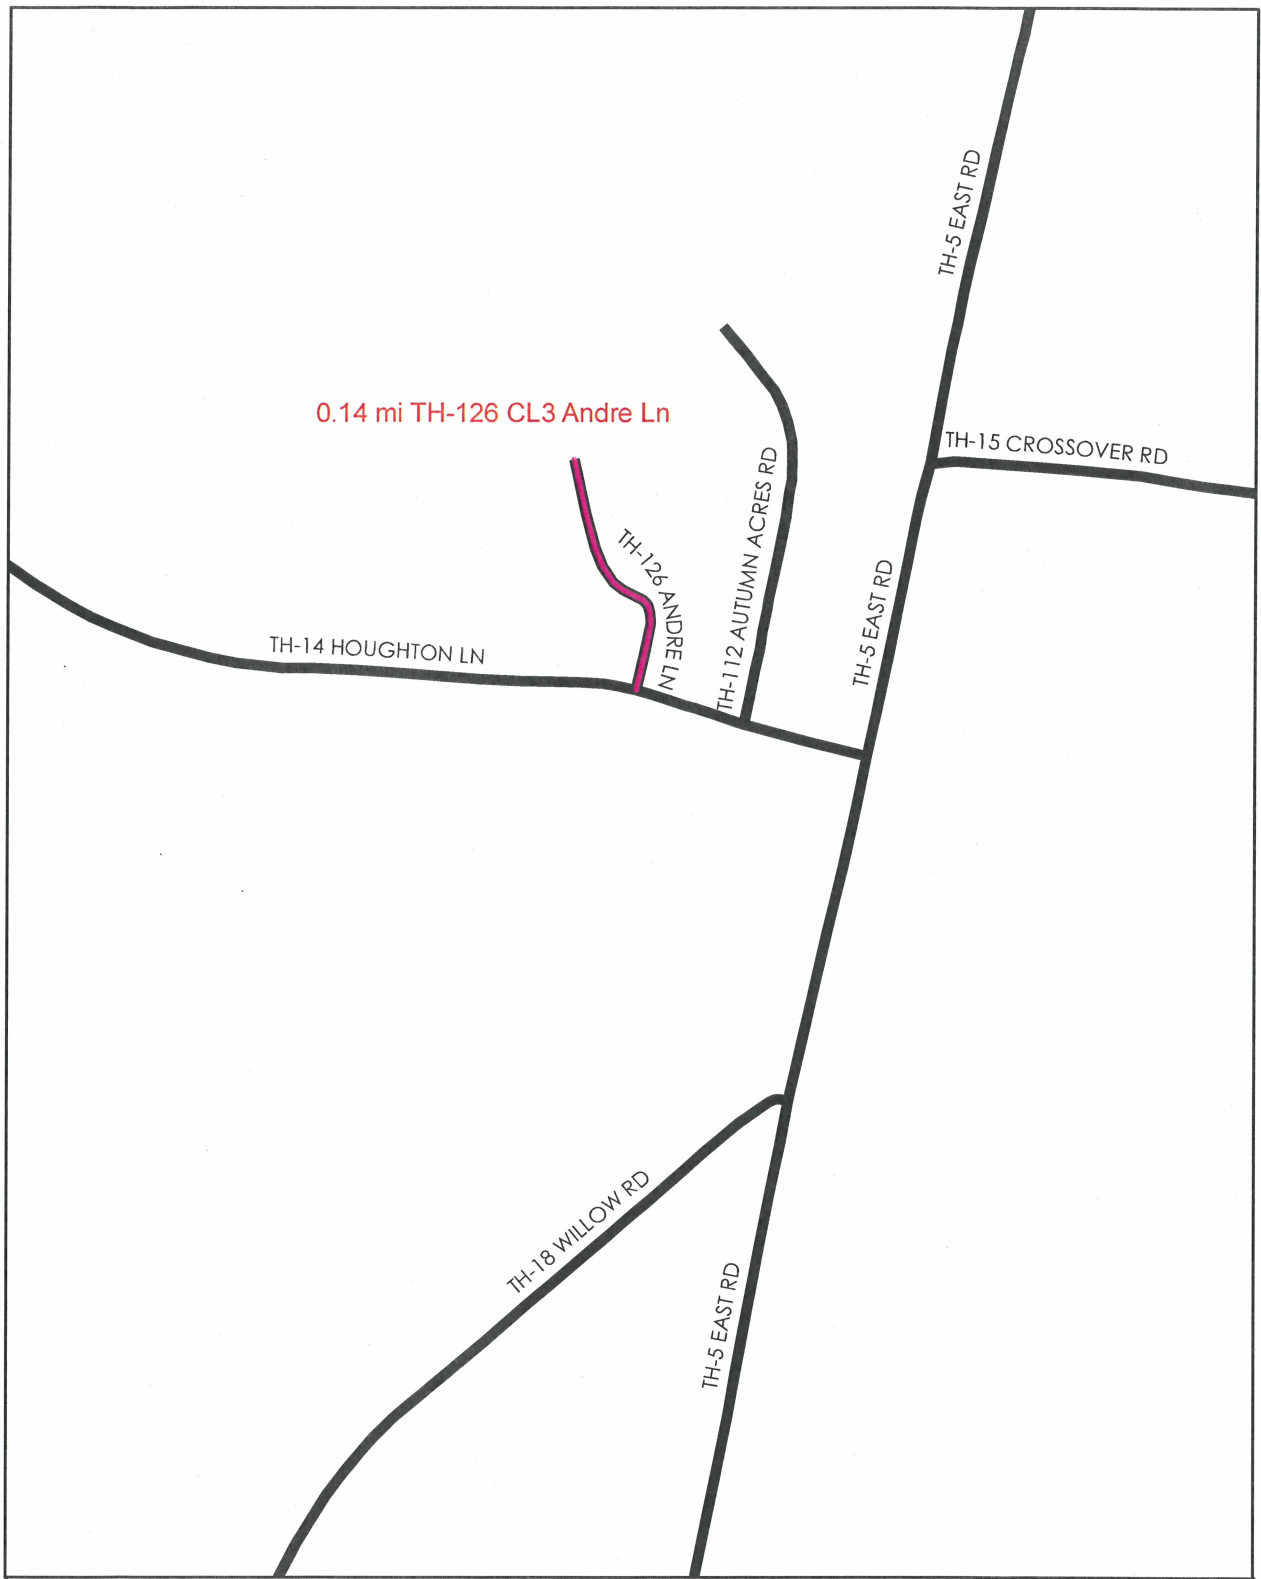 TH-5 EAST RD
0.14 mi TH-126 CL3 Andre Ln
TH-15 CROSSOVER RD
TH-112 AUTUMN ACRES RD
TH-126 ANDRE LN
TH-5 EAST RD
TH-14 HOUGHTON LN
TH-18 WILLOW RD
TH-5 EAST RD